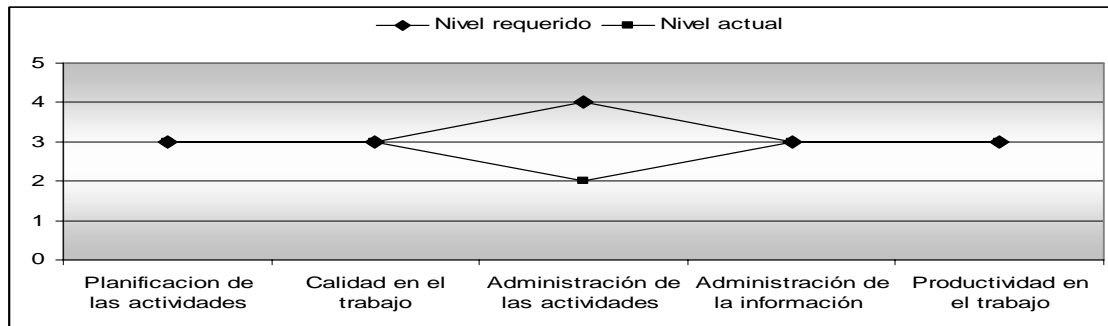 Nivel requerido Nivel actual
5
4
3
2
1
0
Planificacion de
las actividades
Calidad en el
trabajo
Administración de
las actividades
Administración de
la información
Productividad en
el trabajo